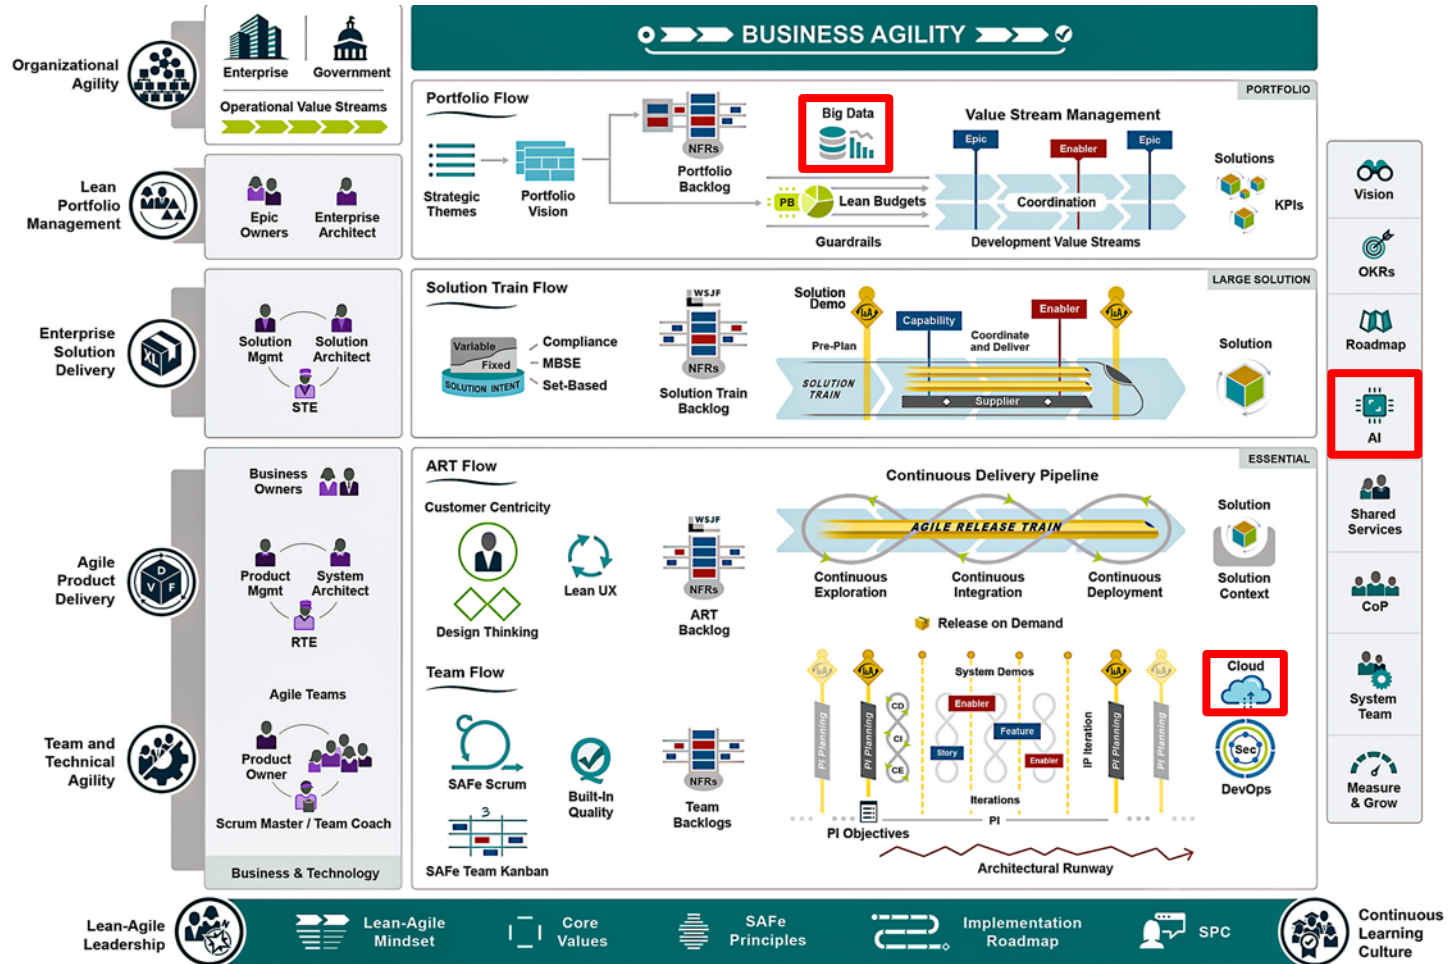 BUSINESS AGILITY
Organizational
Agility
Enterprise
Government
Operational Value Streams
Lean
Portfolio
Management
Epic
Owners
Enterprise
Architect
Enterprise
Solution
Delivery
XL
Solution
Mgmt
Solution
Architect
STE
Agile
Product
Delivery
D
V
F
Business
Owners
Product
Mgmt
System
Architect
RTE
Team and
Technical
Agility
Agile Teams
Product
Owner
Scrum Master / Team Coach
Business & Technology
PORTFOLIO
Portfolio Flow
Strategic
Themes
Portfolio
Vision
NFRs
Portfolio
Backlog
Big Data
PB
Lean Budgets
Guardrails
Value Stream Management
Epic
Enabler
Epic
Coordination
Development Value Streams
Solutions
KPIs
LARGE SOLUTION
Solution Train Flow
Variable
Fixed
SOLUTION INTENT
Compliance
MBSE
Set-Based
WSJF
NFRs
Solution Train
Backlog
Solution
Demo
I&A
Pre-Plan
Capability
Coordinate
and Deliver
Enabler
I&A
SOLUTION
TRAIN
Supplier
Solution
ESSENTIAL
ART Flow
Customer Centricity
Design Thinking
Lean UX
WSJF
NFRs
ART
Backlog
Continuous Delivery Pipeline
AGILE RELEASE TRAIN
Continuous
Exploration
Continuous
Integration
Continuous
Deployment
Release on Demand
Solution
Solution
Context
Team Flow
SAFe Scrum
3
SAFe Team Kanban
Built-In
Quality
NFRs
Team
Backlogs
I&A
I&A
I&A
I&A
PI Planning
PI Planning
CD
CI
CE
System Demos
Enabler
Story
Feature
Enabler
IP Iteration
PI Planning
PI Planning
Iterations
PI
PI Objectives
Architectural Runway
Cloud
Sec
DevOps
Vision
OKRs
Roadmap
AI
Shared
Services
CoP
System
Team
Measure
& Grow
Lean-Agile
Leadership
Lean-Agile
Mindset
Core
Values
SAFe
Principles
Implementation
Roadmap
SPC
Continuous
Learning
Culture